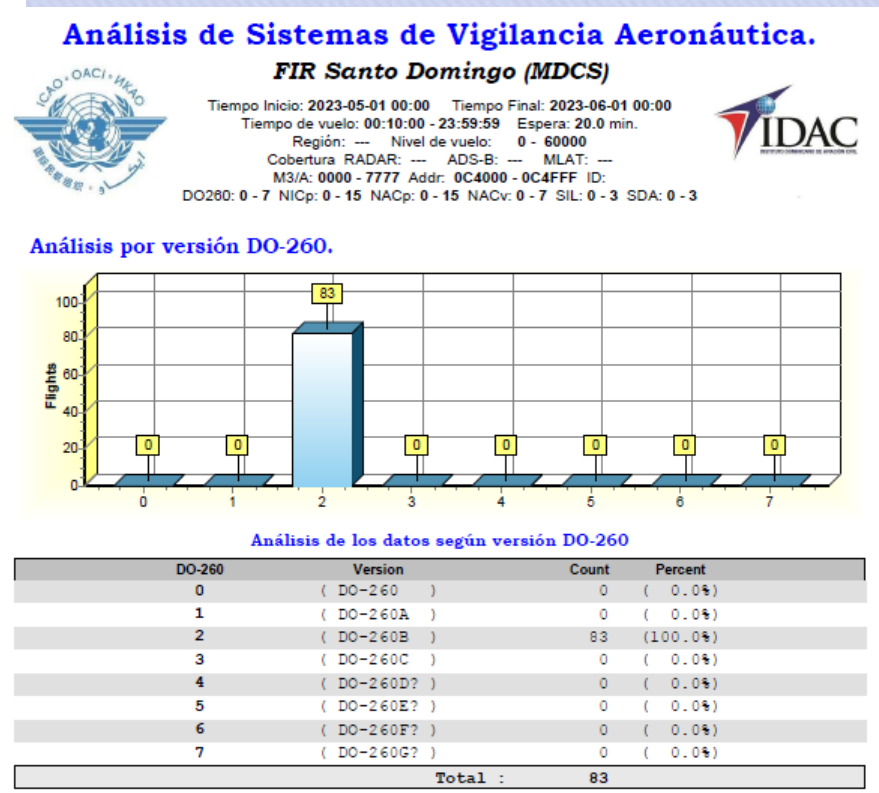 Análisis de Sistemas de Vigilancia Aeronáutica.
FIR Santo Domingo (MDCS)
Tiempo Inicio: 2023-05-01 00:00 Tiempo Final: 2023-06-01 00:00
Tiempo de vuelo: 00:10:00 - 23:59:59 Espera: 20.0 min.
Región: --- Nivel de vuelo: 0 - 60000
Cobertura RADAR: --- ADS-B: --- MLAT: ---
M3/A: 0000 - 7777 Addr: 0C4000 - 0C4FFF ID:
DO260: 0 - 7 NICp: 0 - 15 NACp: 0 - 15 NACv: 0 - 7 SIL: 0 - 3 SDA: 0 - 3
ICAO · OACI · ИКАО
IDAC
INSTITUTO DOMINICANO DE AVIACIÓN CIVIL
Análisis por versión DO-260.
Flights
100
80
60
40
20
0
0 0 83 0 0 0 0 0
0 1 2 3 4 5 6 7
Análisis de los datos según versión DO-260
DO-260 Version Count Percent
0 ( DO-260 ) 0 ( 0.0%)
1 ( DO-260A ) 0 ( 0.0%)
2 ( DO-260B ) 83 (100.0%)
3 ( DO-260C ) 0 ( 0.0%)
4 ( DO-260D? ) 0 ( 0.0%)
5 ( DO-260E? ) 0 ( 0.0%)
6 ( DO-260F? ) 0 ( 0.0%)
7 ( DO-260G? ) 0 ( 0.0%)
Total : 83